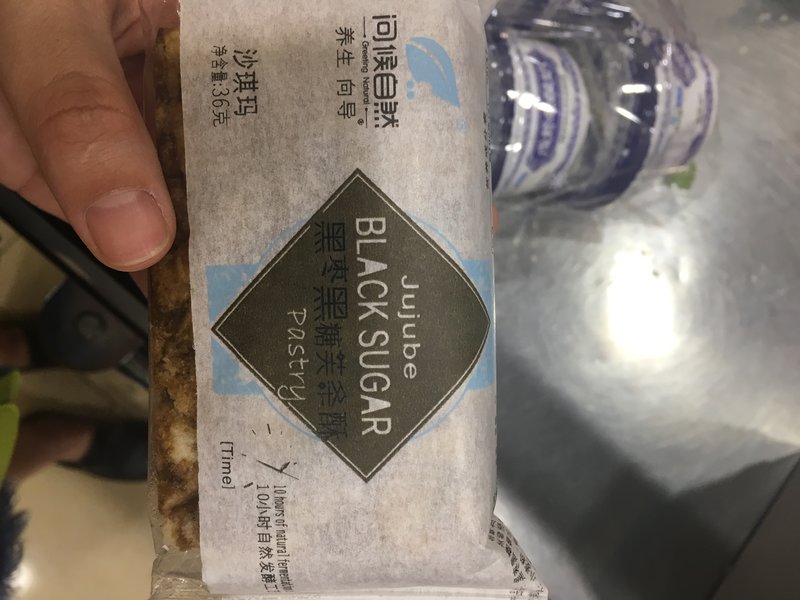 问候自然
Greeting Natural
养生 向导
沙琪玛
净含量:36克
Jujube
BLACK SUGAR
黑枣黑糖芙条酥
pastry
[Time]
10 hours of natural fermentation
10小时自然发酵工